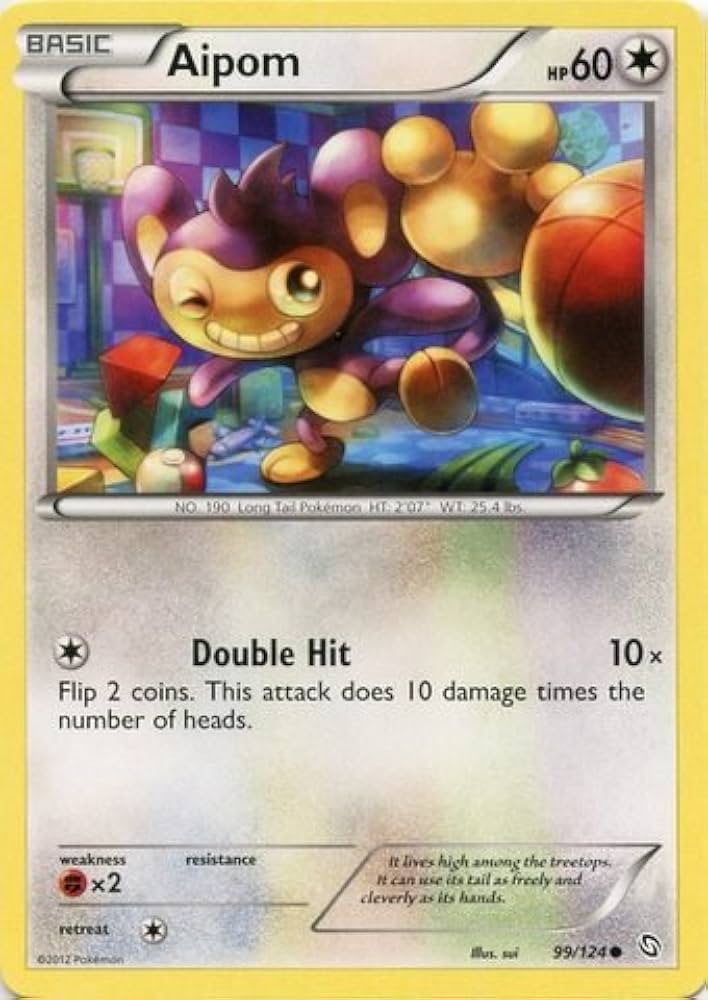 BASIC
Aipom
HP60
NO. 190 Long Tail Pokémon HT: 2'07" WT: 25.4 lbs.
Double Hit 10×
Flip 2 coins. This attack does 10 damage times the
number of heads.
weakness resistance
×2
It lives high among the treetops.
It can use its tail as freely and
cleverly as its hands.
retreat
©2012 Pokémon
Illus. sui 99/124